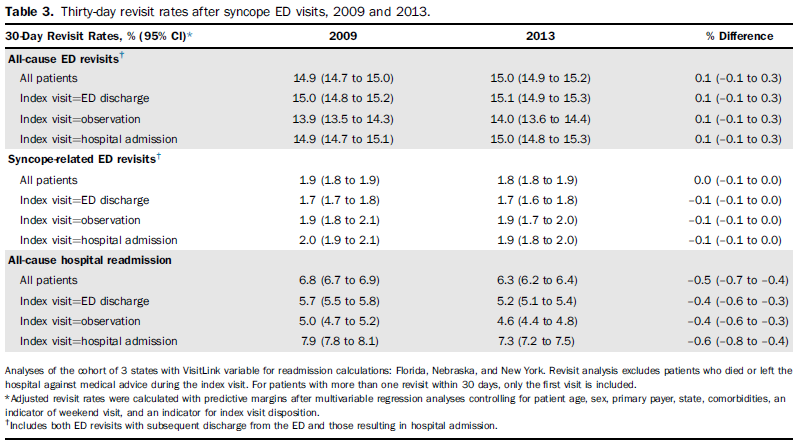 Table 3. Thirty-day revisit rates after syncope ED visits, 2009 and 2013.
30-Day Revisit Rates, % (95% CI)* 2009 2013 % Difference
All-cause ED revisits†
All patients 14.9 (14.7 to 15.0) 15.0 (14.9 to 15.2) 0.1 (–0.1 to 0.3)
Index visit=ED discharge 15.0 (14.8 to 15.2) 15.1 (14.9 to 15.3) 0.1 (–0.1 to 0.3)
Index visit=observation 13.9 (13.5 to 14.3) 14.0 (13.6 to 14.4) 0.1 (–0.1 to 0.3)
Index visit=hospital admission 14.9 (14.7 to 15.1) 15.0 (14.8 to 15.3) 0.1 (–0.1 to 0.3)
Syncope-related ED revisits†
All patients 1.9 (1.8 to 1.9) 1.8 (1.8 to 1.9) 0.0 (–0.1 to 0.0)
Index visit=ED discharge 1.7 (1.7 to 1.8) 1.7 (1.6 to 1.8) –0.1 (–0.1 to 0.0)
Index visit=observation 1.9 (1.8 to 2.1) 1.9 (1.7 to 2.0) –0.1 (–0.1 to 0.0)
Index visit=hospital admission 2.0 (1.9 to 2.1) 1.9 (1.8 to 2.0) –0.1 (–0.1 to 0.0)
All-cause hospital readmission
All patients 6.8 (6.7 to 6.9) 6.3 (6.2 to 6.4) –0.5 (–0.7 to –0.4)
Index visit=ED discharge 5.7 (5.5 to 5.8) 5.2 (5.1 to 5.4) –0.4 (–0.6 to –0.3)
Index visit=observation 5.0 (4.7 to 5.2) 4.6 (4.4 to 4.8) –0.4 (–0.6 to –0.3)
Index visit=hospital admission 7.9 (7.8 to 8.1) 7.3 (7.2 to 7.5) –0.6 (–0.8 to –0.4)
Analyses of the cohort of 3 states with VisitLink variable for readmission calculations: Florida, Nebraska, and New York. Revisit analysis excludes patients who died or left the
hospital against medical advice during the index visit. For patients with more than one revisit within 30 days, only the first visit is included.
*Adjusted revisit rates were calculated with predictive margins after multivariable regression analyses controlling for patient age, sex, primary payer, state, comorbidities, an
indicator of weekend visit, and an indicator for index visit disposition.
†Includes both ED revisits with subsequent discharge from the ED and those resulting in hospital admission.